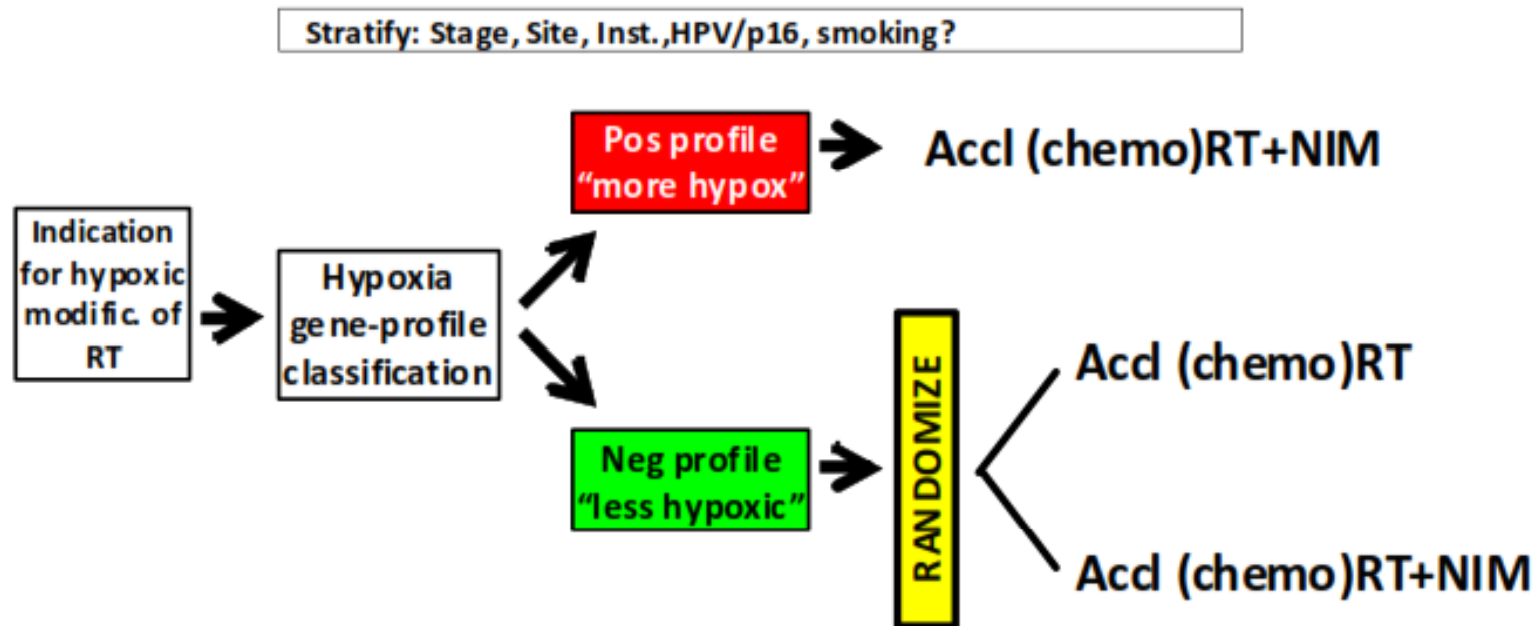 Stratify: Stage, Site, Inst.,HPV/p16, smoking?
Pos profile
“more hypox”
Accl (chemo)RT+NIM
Indication
for hypoxic
modific. of
RT
Hypoxia
gene-profile
classification
Neg profile
“less hypoxic”
RANDOMIZE
Accl (chemo)RT
Accl (chemo)RT+NIM